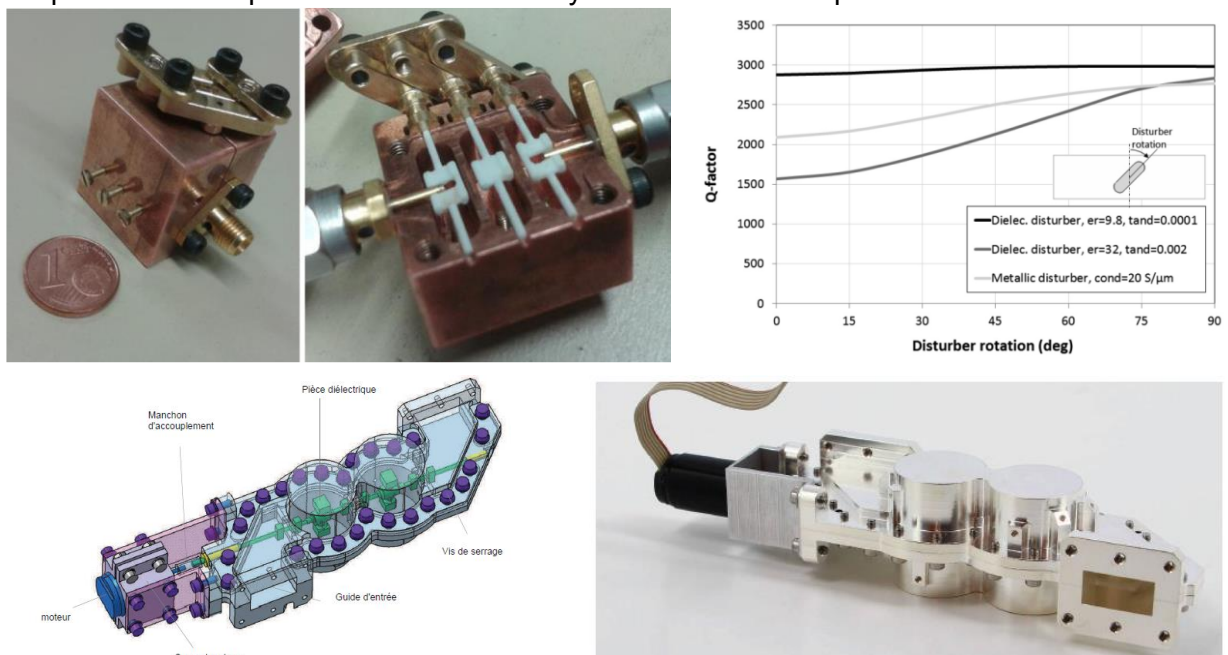 3500
3000
2500
2000
1500
1000
500
0
Q-factor
Disturber
rotation
Dielec. disturber, er=9.8, tand=0.0001
Dielec. disturber, er=32, tand=0.002
Metallic disturber, cond=20 S/µm
0 15 30 45 60 75 90
Disturber rotation (deg)
Pièce diélectrique
Manchon
d'accouplement
Vis de serrage
Guide d'entrée
moteur